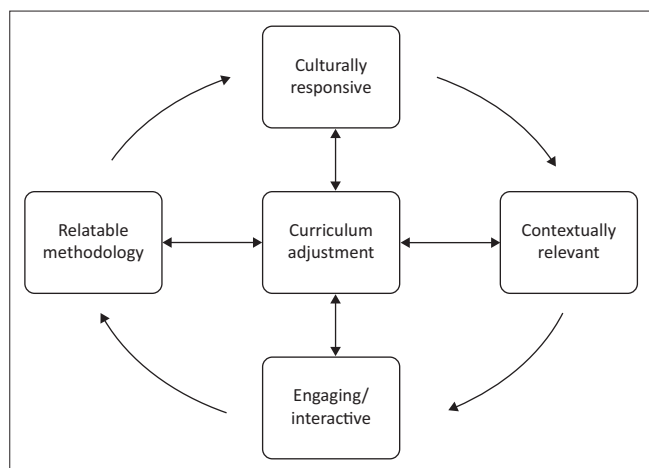 Culturally
responsive
Relatable
methodology
Curriculum
adjustment
Contextually
relevant
Engaging/
interactive